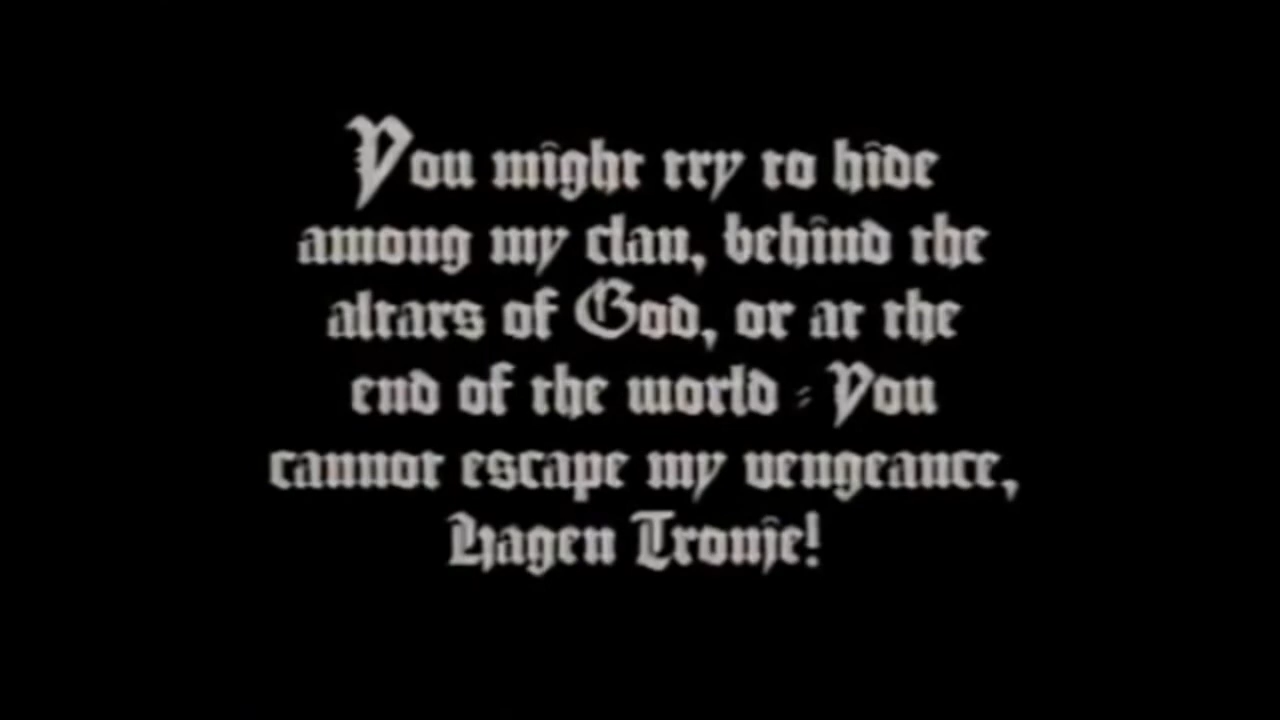 You might try to hide
among my clan, behind the
altars of God, or at the
end of the world - You
cannot escape my vengeance,
Hagen Tronje!